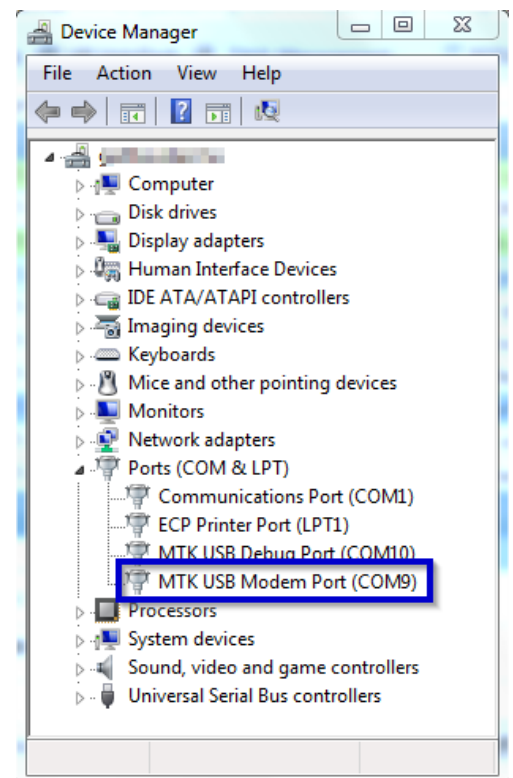 Device Manager
File Action View Help
Computer
Disk drives
Display adapters
Human Interface Devices
IDE ATA/ATAPI controllers
Imaging devices
Keyboards
Mice and other pointing devices
Monitors
Network adapters
Ports (COM & LPT)
Communications Port (COM1)
ECP Printer Port (LPT1)
MTK USB Debug Port (COM10)
MTK USB Modem Port (COM9)
Processors
System devices
Sound, video and game controllers
Universal Serial Bus controllers